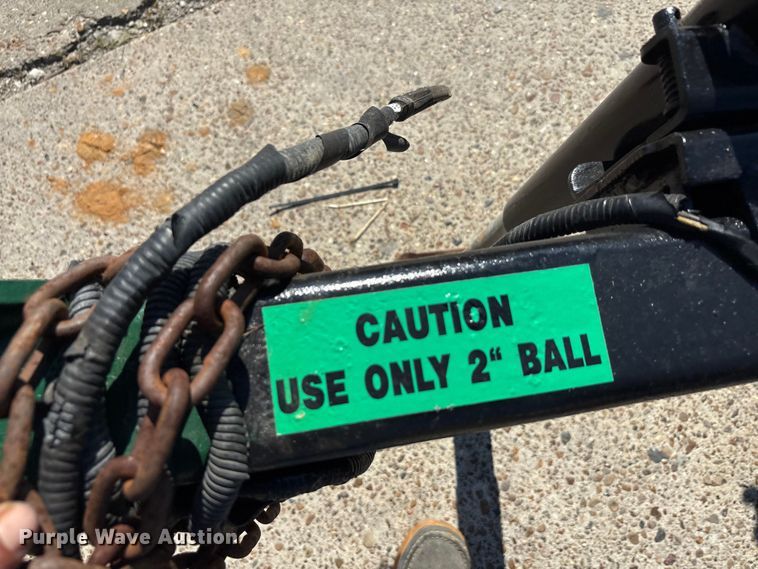 CAUTION
USE ONLY 2" BALL
Purple Wave Auction